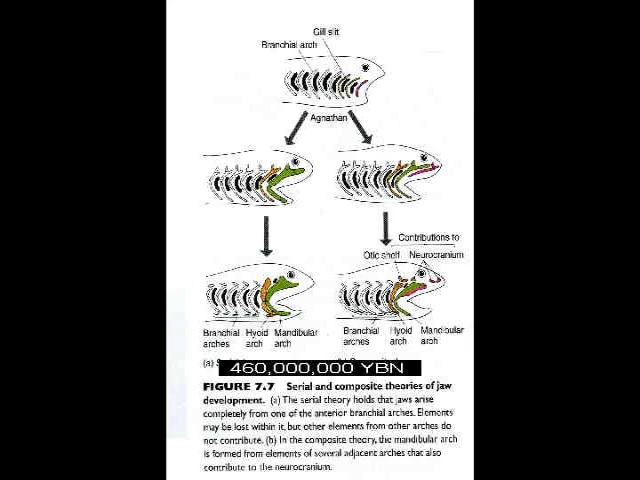 Gill slit
Branchial arch
Agnathan
Contributions to
Otic shelf Neurocranium
Branchial arches Hyoid arch Mandibular arch
Branchial arches Hyoid arch Mandibular arch
(a)
460,000,000 YBN
FIGURE 7.7 Serial and composite theories of jaw
development. (a) The serial theory holds that jaws arise
completely from one of the anterior branchial arches. Elements
may be lost within it, but other elements from other arches do
not contribute. (b) In the composite theory, the mandibular arch
is formed from elements of several adjacent arches that also
contribute to the neurocranium.